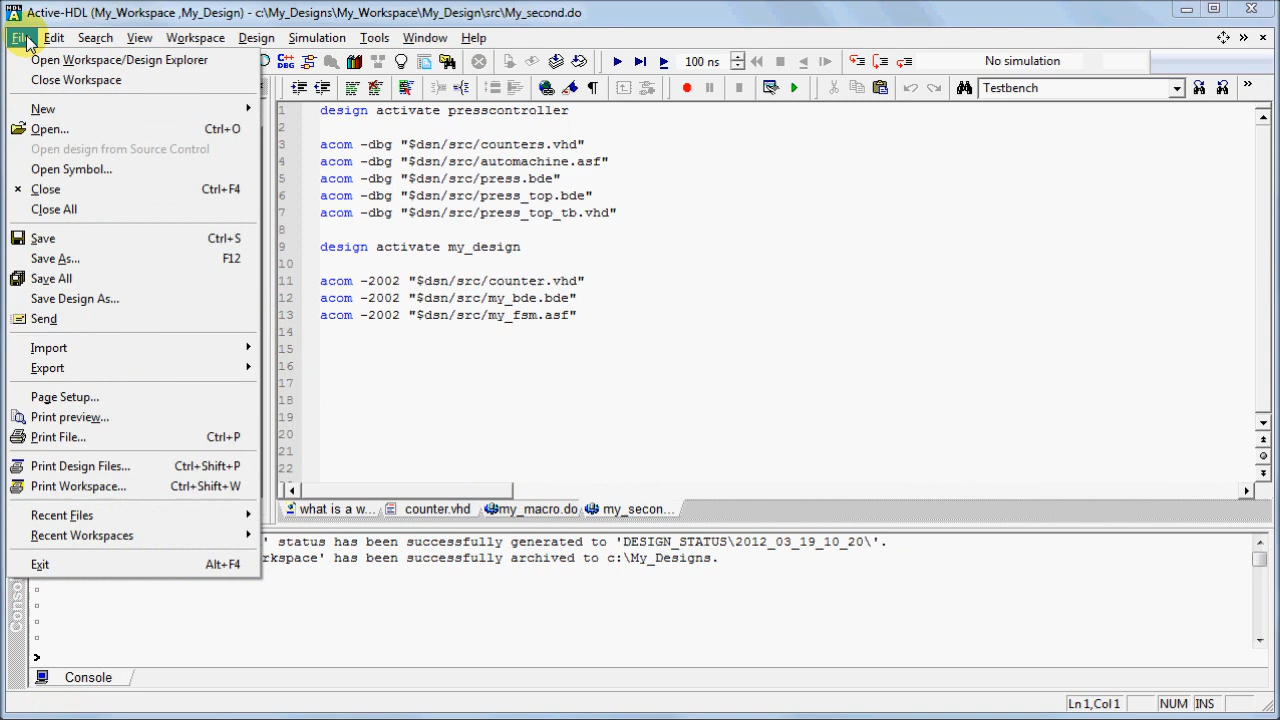 Active-HDL (My_Workspace ,My_Design) - c:\My_Designs\My_Workspace\My_Design\src\My_second.do
File Edit Search View Workspace Design Simulation Tools Window Help
100 ns
No simulation
Testbench
Open Workspace/Design Explorer
Close Workspace
New
Open... Ctrl+O
Open design from Source Control
Open Symbol...
Close Ctrl+F4
Close All
Save Ctrl+S
Save As... F12
Save All
Save Design As...
Send
Import
Export
Page Setup...
Print preview...
Print File... Ctrl+P
Print Design Files... Ctrl+Shift+P
Print Workspace... Ctrl+Shift+W
Recent Files
Recent Workspaces
Exit Alt+F4
1 design activate presscontroller
2
3 acom -dbg "$dsn/src/counters.vhd"
4 acom -dbg "$dsn/src/automachine.asf"
5 acom -dbg "$dsn/src/press.bde"
6 acom -dbg "$dsn/src/press_top.bde"
7 acom -dbg "$dsn/src/press_top_tb.vhd"
8
9 design activate my_design
10
11 acom -2002 "$dsn/src/counter.vhd"
12 acom -2002 "$dsn/src/my_bde.bde"
13 acom -2002 "$dsn/src/my_fsm.asf"
14
15
16
17
18
19
20
21
22
what is a w... counter.vhd my_macro.do my_secon...
' status has been successfully generated to 'DESIGN_STATUS\2012_03_19_10_20\'.
kspace' has been successfully archived to c:\My_Designs.
>
Console
Ln 1,Col 1 NUM INS